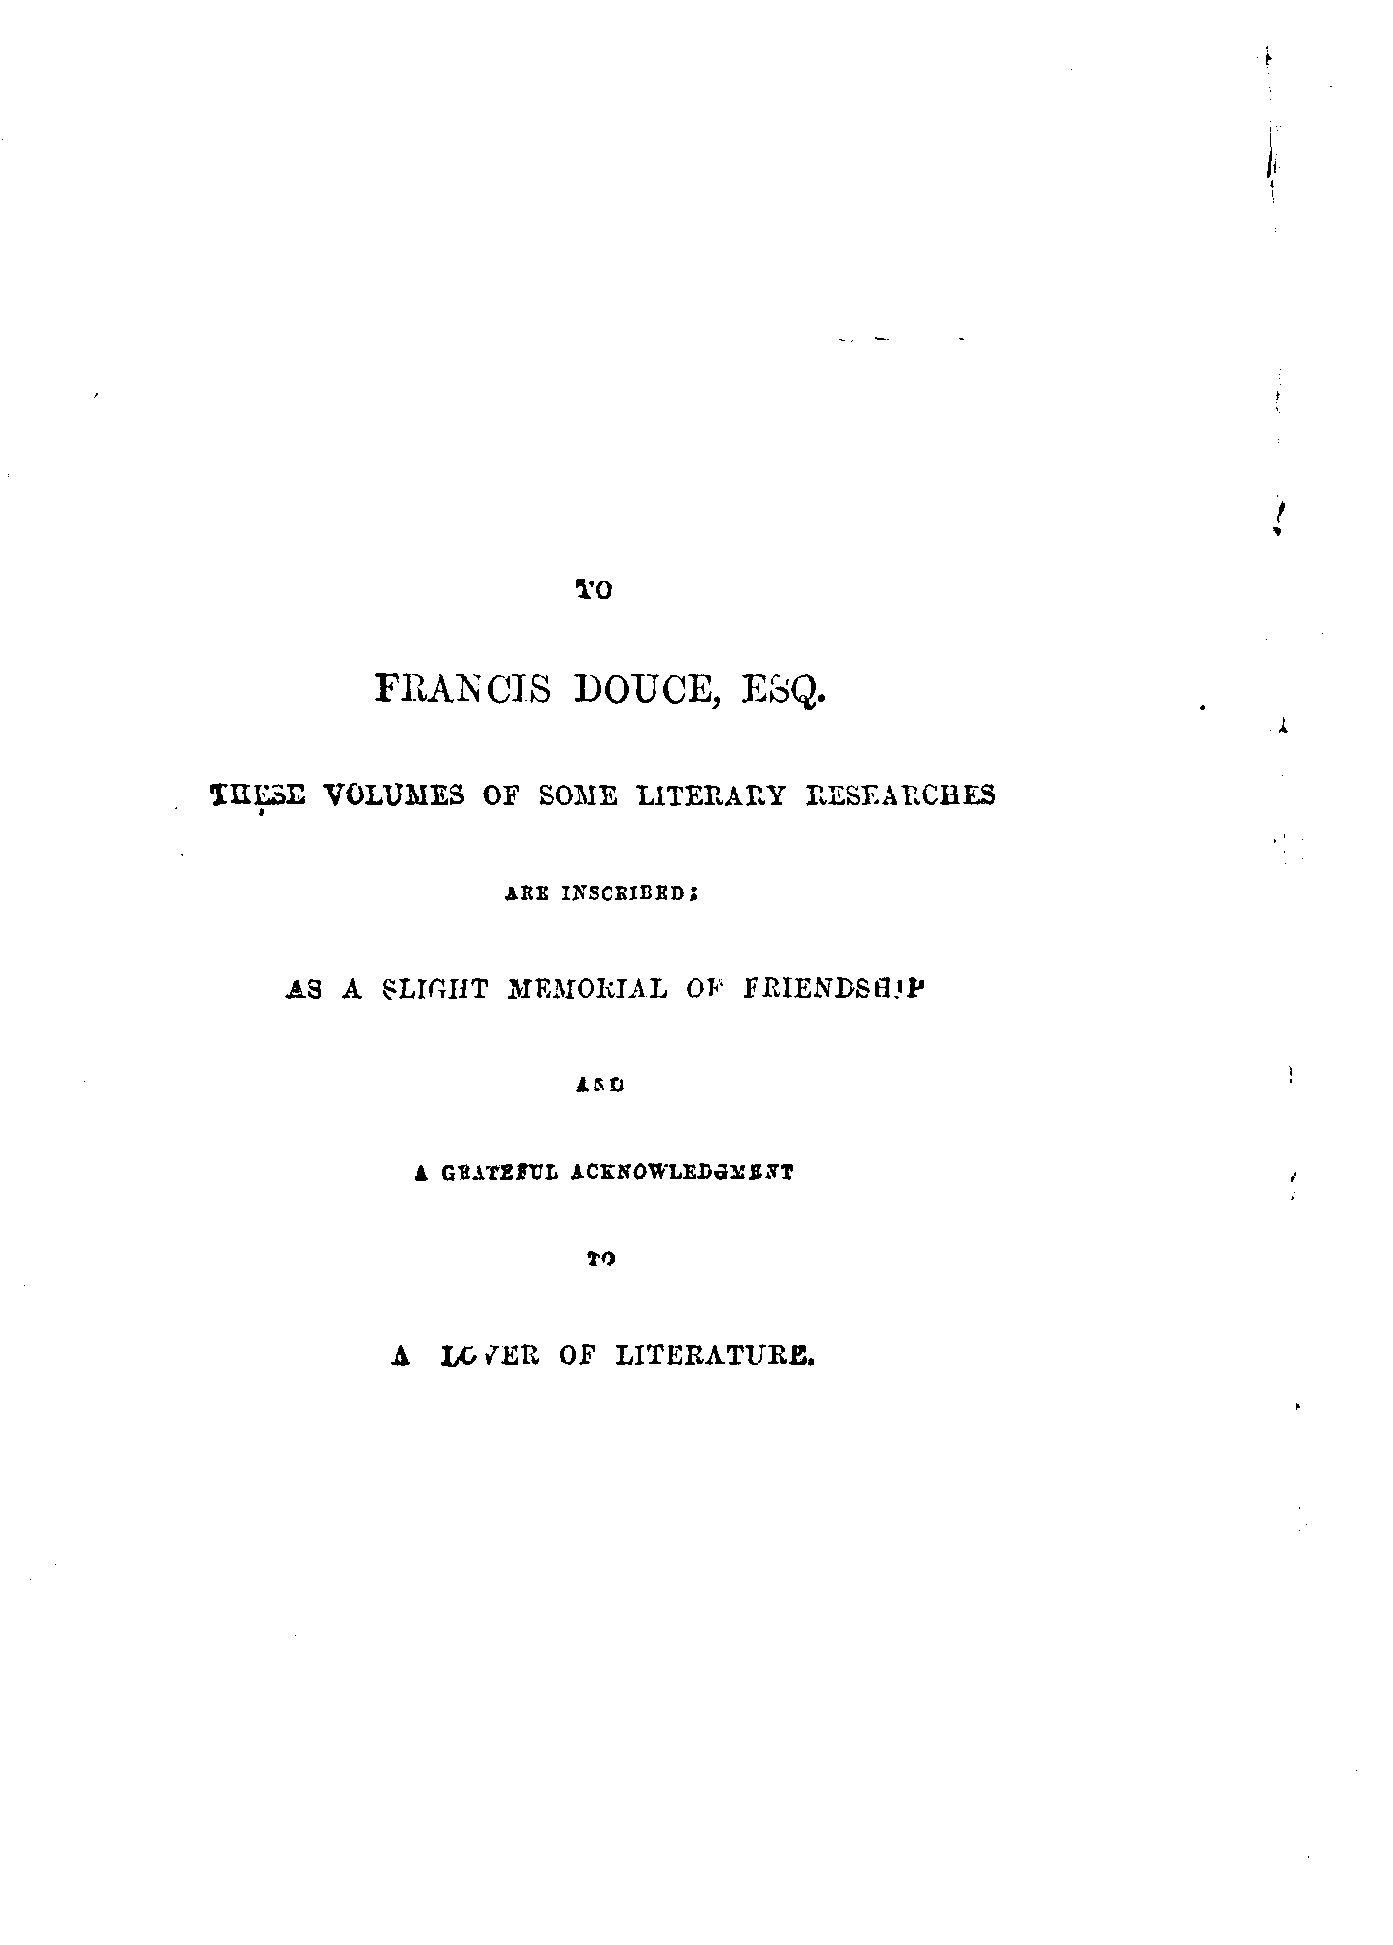 TO
FRANCIS DOUCE, ESQ.
THESE VOLUMES OF SOME LITERARY RESEARCHES
ARE INSCRIBED;
AS A SLIGHT MEMORIAL OF FRIENDSHIP
AND
A GRATEFUL ACKNOWLEDGMENT
TO
A LOVER OF LITERATURE.